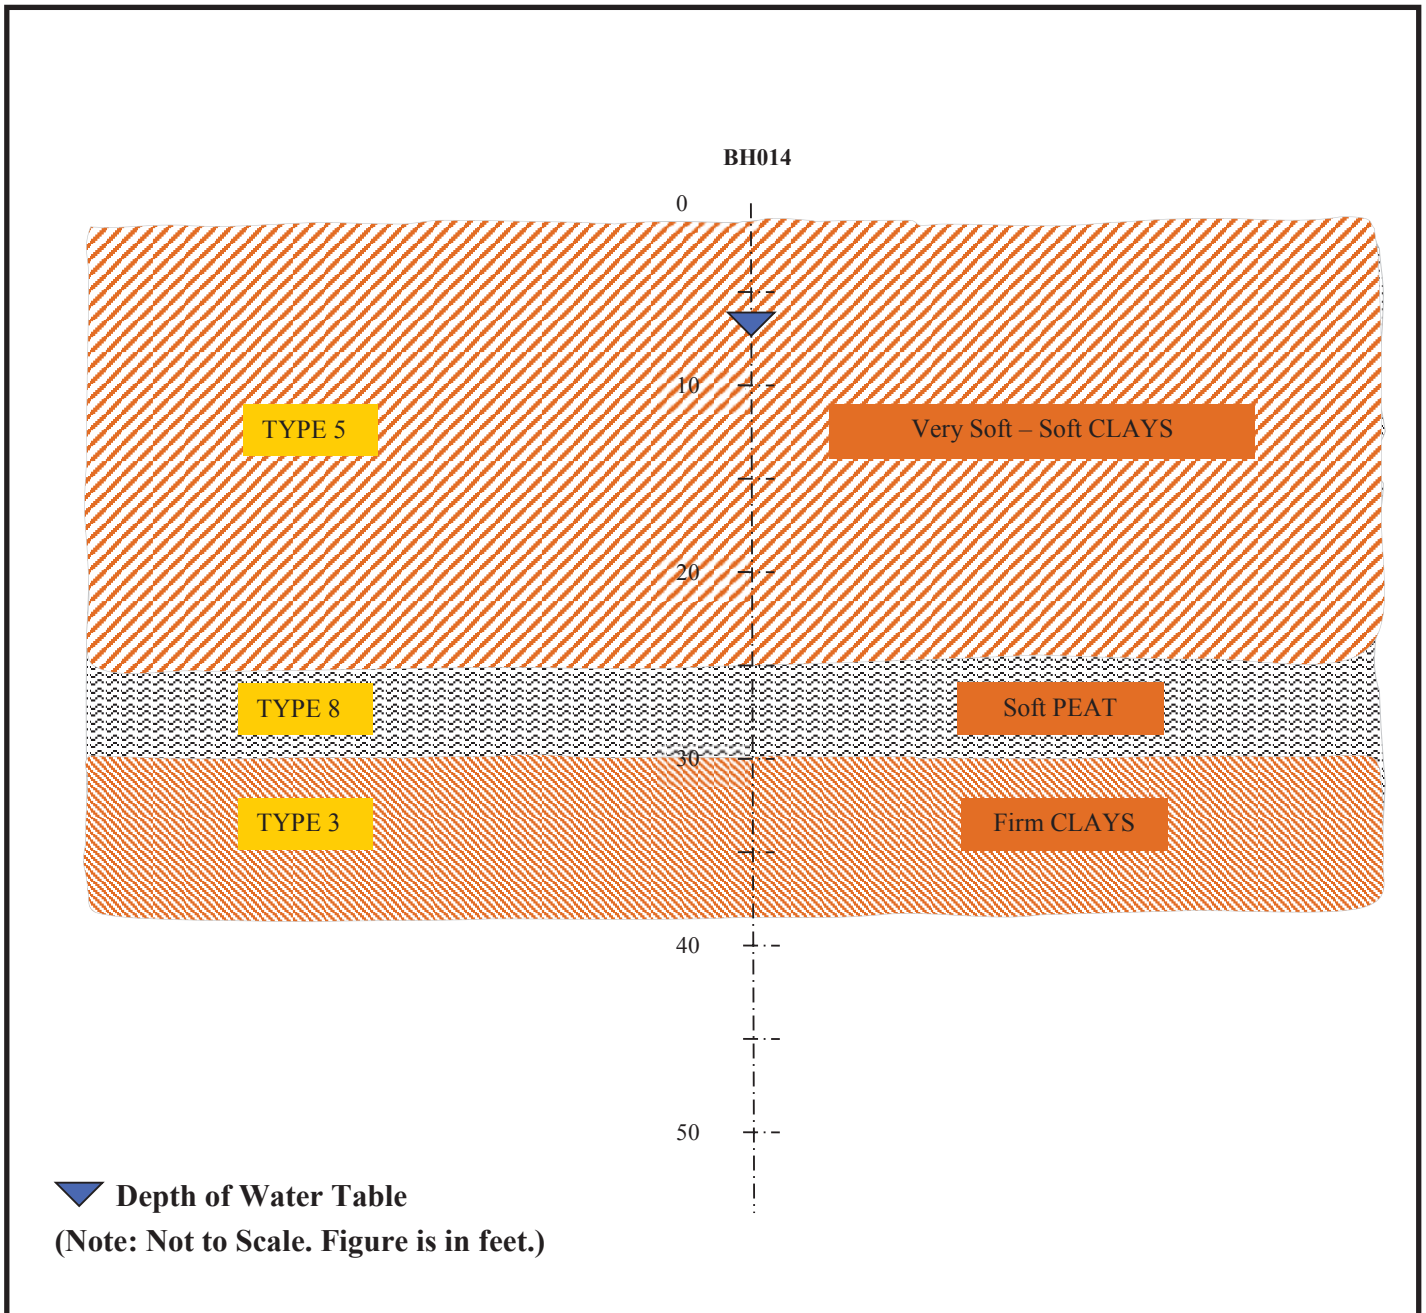 BH014
0
10
TYPE 5
Very Soft – Soft CLAYS
20
TYPE 8
Soft PEAT
30
TYPE 3
Firm CLAYS
40
50
Depth of Water Table
(Note: Not to Scale. Figure is in feet.)